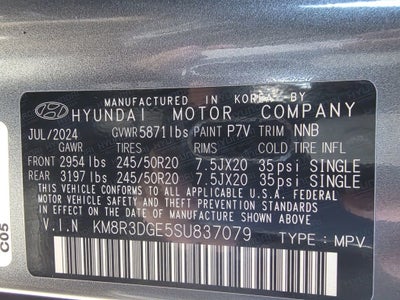 MANUFACTURED IN KOREA BY
HYUNDAI MOTOR COMPANY
JUL/2024 GVWR 5871 lbs PAINT P7V TRIM NNB
GAWR TIRES RIMS COLD TIRE INFL
FRONT 2954 lbs 245/50R20 7.5JX20 35psi SINGLE
REAR 3197 lbs 245/50R20 7.5JX20 35psi SINGLE
THIS VEHICLE CONFORMS TO ALL APPLICABLE U.S.A. FEDERAL
MOTOR VEHICLE SAFETY AND THEFT PREVENTION STANDARDS
IN EFFECT ON THE DATE OF MANUFACTURE SHOWN ABOVE.
V.I.N KM8R3DGE5SU837079 TYPE: MPV
C05